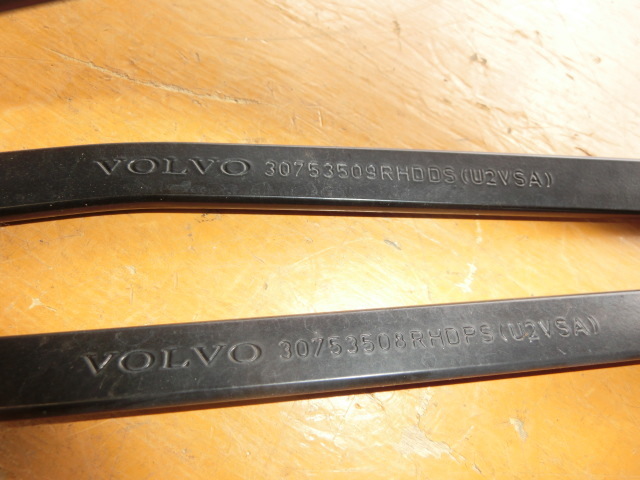 VOLVO 30753509RHDDS(U2VSA)
VOLVO 30753508RHDPS(U2VSA)